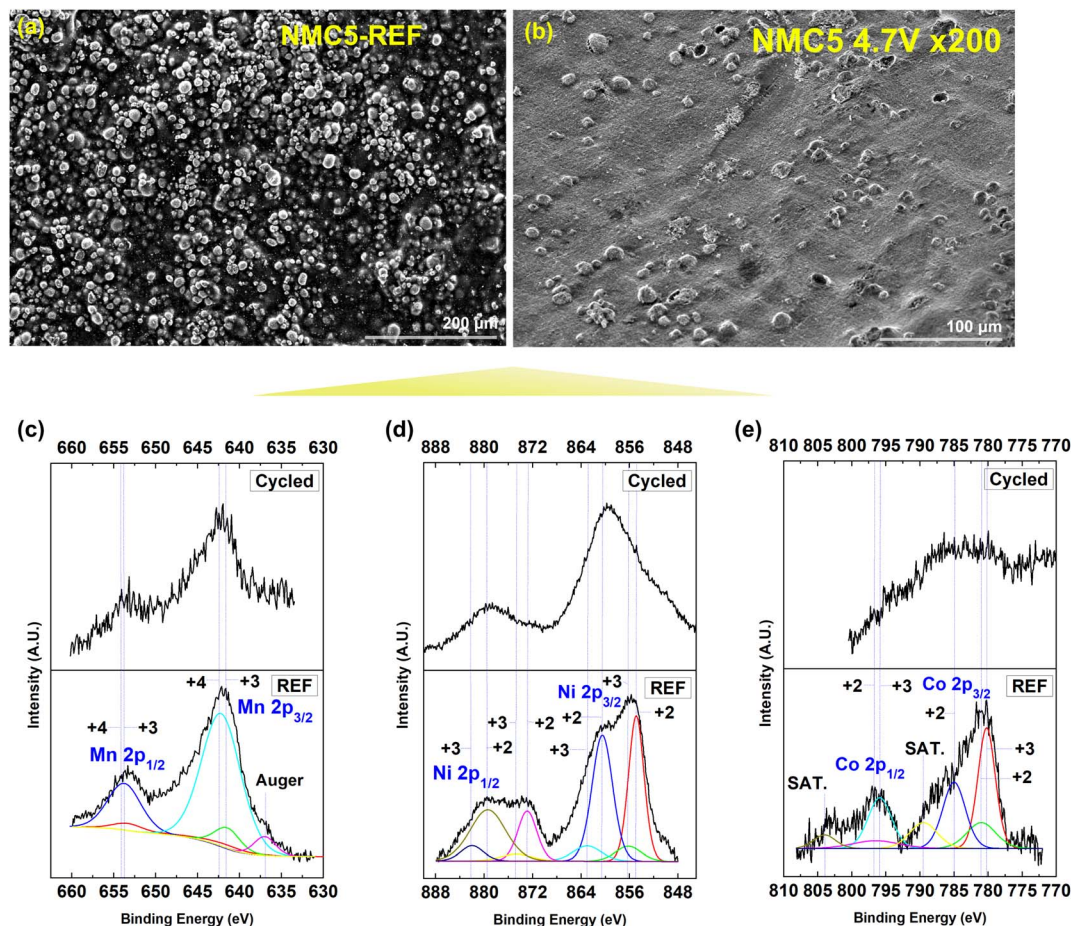 (a)
NMC5-REF
200 μm
(b)
NMC5 4.7V x200
100 μm
(c)
660 655 650 645 640 635 630
Cycled
REF
+4 +3
Mn 2p3/2
+4 +3
Mn 2p1/2
Auger
660 655 650 645 640 635 630
Binding Energy (eV)
Intensity (A.U.)
(d)
888 880 872 864 856 848
Cycled
REF
+3
Ni 2p3/2
+2
+2
+3
+3
+2
+2
+3
Ni 2p1/2
888 880 872 864 856 848
Binding Energy (eV)
Intensity (A.U.)
(e)
810 805 800 795 790 785 780 775 770
Cycled
REF
+2 +3
Co 2p3/2
+2
SAT.
+3
+2
Co 2p1/2
SAT.
810 805 800 795 790 785 780 775 770
Binding Energy (eV)
Intensity (A.U.)